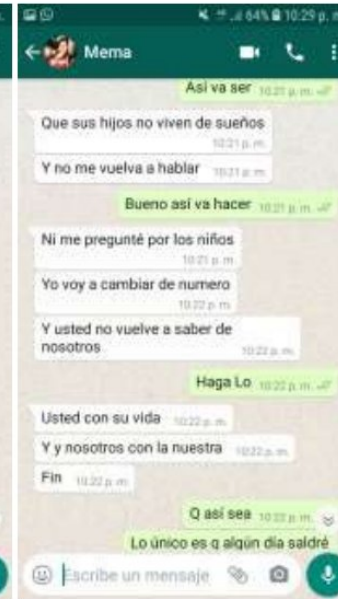 64% 10:29 p. m
Mema
Asi va ser 10:21 p. m.
Que sus hijos no viven de sueños
10:21 p. m.
Y no me vuelva a hablar 10:21 p. m.
Bueno así va hacer 10:21 p. m.
Ni me pregunté por los niños
10:21 p. m.
Yo voy a cambiar de numero
10:22 p. m.
Y usted no vuelve a saber de
nosotros 10:22 p. m.
Haga Lo 10:22 p. m.
Usted con su vida 10:22 p. m.
Y y nosotros con la nuestra 10:22 p. m.
Fin 10:22 p. m.
Q así sea 10:22 p. m.
Lo único es q algún día saldré
Escribe un mensaje